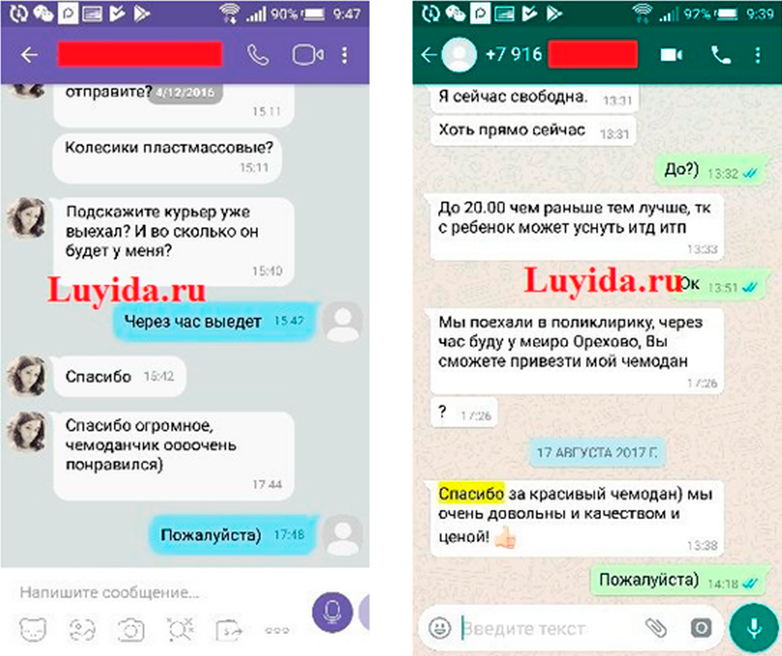 90% 9:47
отправите?
4/12/2016
15:11
Колесики пластмассовые?
15:11
Подскажите курьер уже
выехал? И во сколько он
будет у меня?
15:40
Luyida.ru
Через час выедет 15:42
Спасибо 15:42
Спасибо огромное,
чемоданчик оооочень
понравился)
17:44
Пожалуйста) 17:48
Напишите сообщение...
92% 9:39
+7 916
Я сейчас свободна. 13:31
Хоть прямо сейчас 13:31
До?) 13:32
До 20.00 чем раньше тем лучше, тк
с ребенок может уснуть итд итп
13:33
Luyida.ru
Ок 13:51
Мы поехали в поликлирику, через
час буду у меиро Орехово, Вы
сможете привезти мой чемодан
17:26
? 17:26
17 АВГУСТА 2017 Г.
Спасибо за красивый чемодан) мы
очень довольны и качеством и
ценой!
13:38
Пожалуйста) 14:18
Введите текст